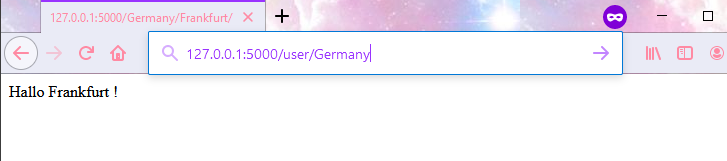 127.0.0.1:5000/Germany/Frankfurt/
127.0.0.1:5000/user/Germany
Hallo Frankfurt !